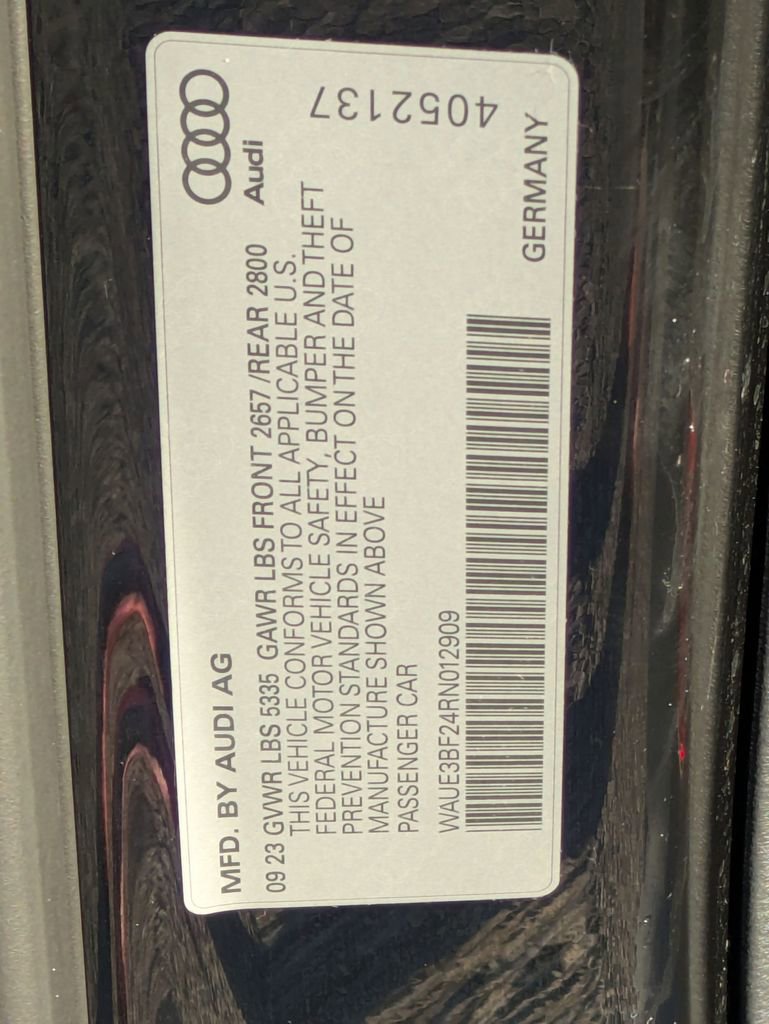 MFD. BY AUDI AG
09 23 GVWR LBS 5335 GAWR LBS FRONT 2657 /REAR 2800
THIS VEHICLE CONFORMS TO ALL APPLICABLE U.S.
FEDERAL MOTOR VEHICLE SAFETY, BUMPER AND THEFT
PREVENTION STANDARDS IN EFFECT ON THE DATE OF
MANUFACTURE SHOWN ABOVE
PASSENGER CAR
WAUE3BF24RN012909
Audi
4052137
GERMANY